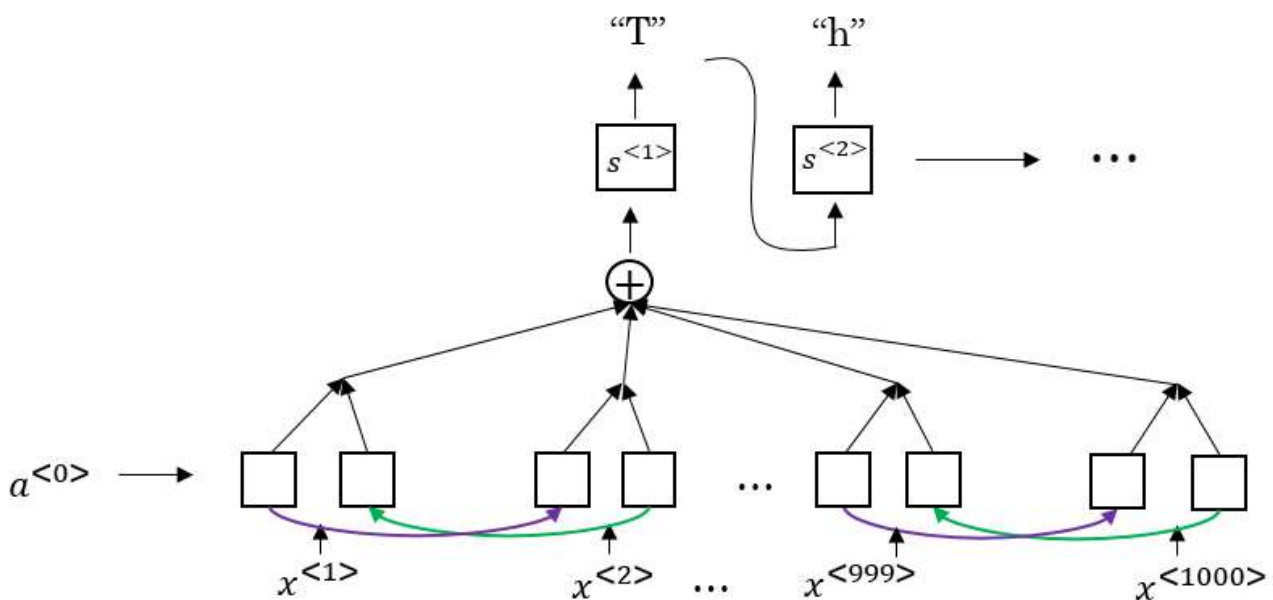 “T” “h”
s<1> s<2> ...
+
a<0> ...
x<1> x<2> ... x<999> x<1000>